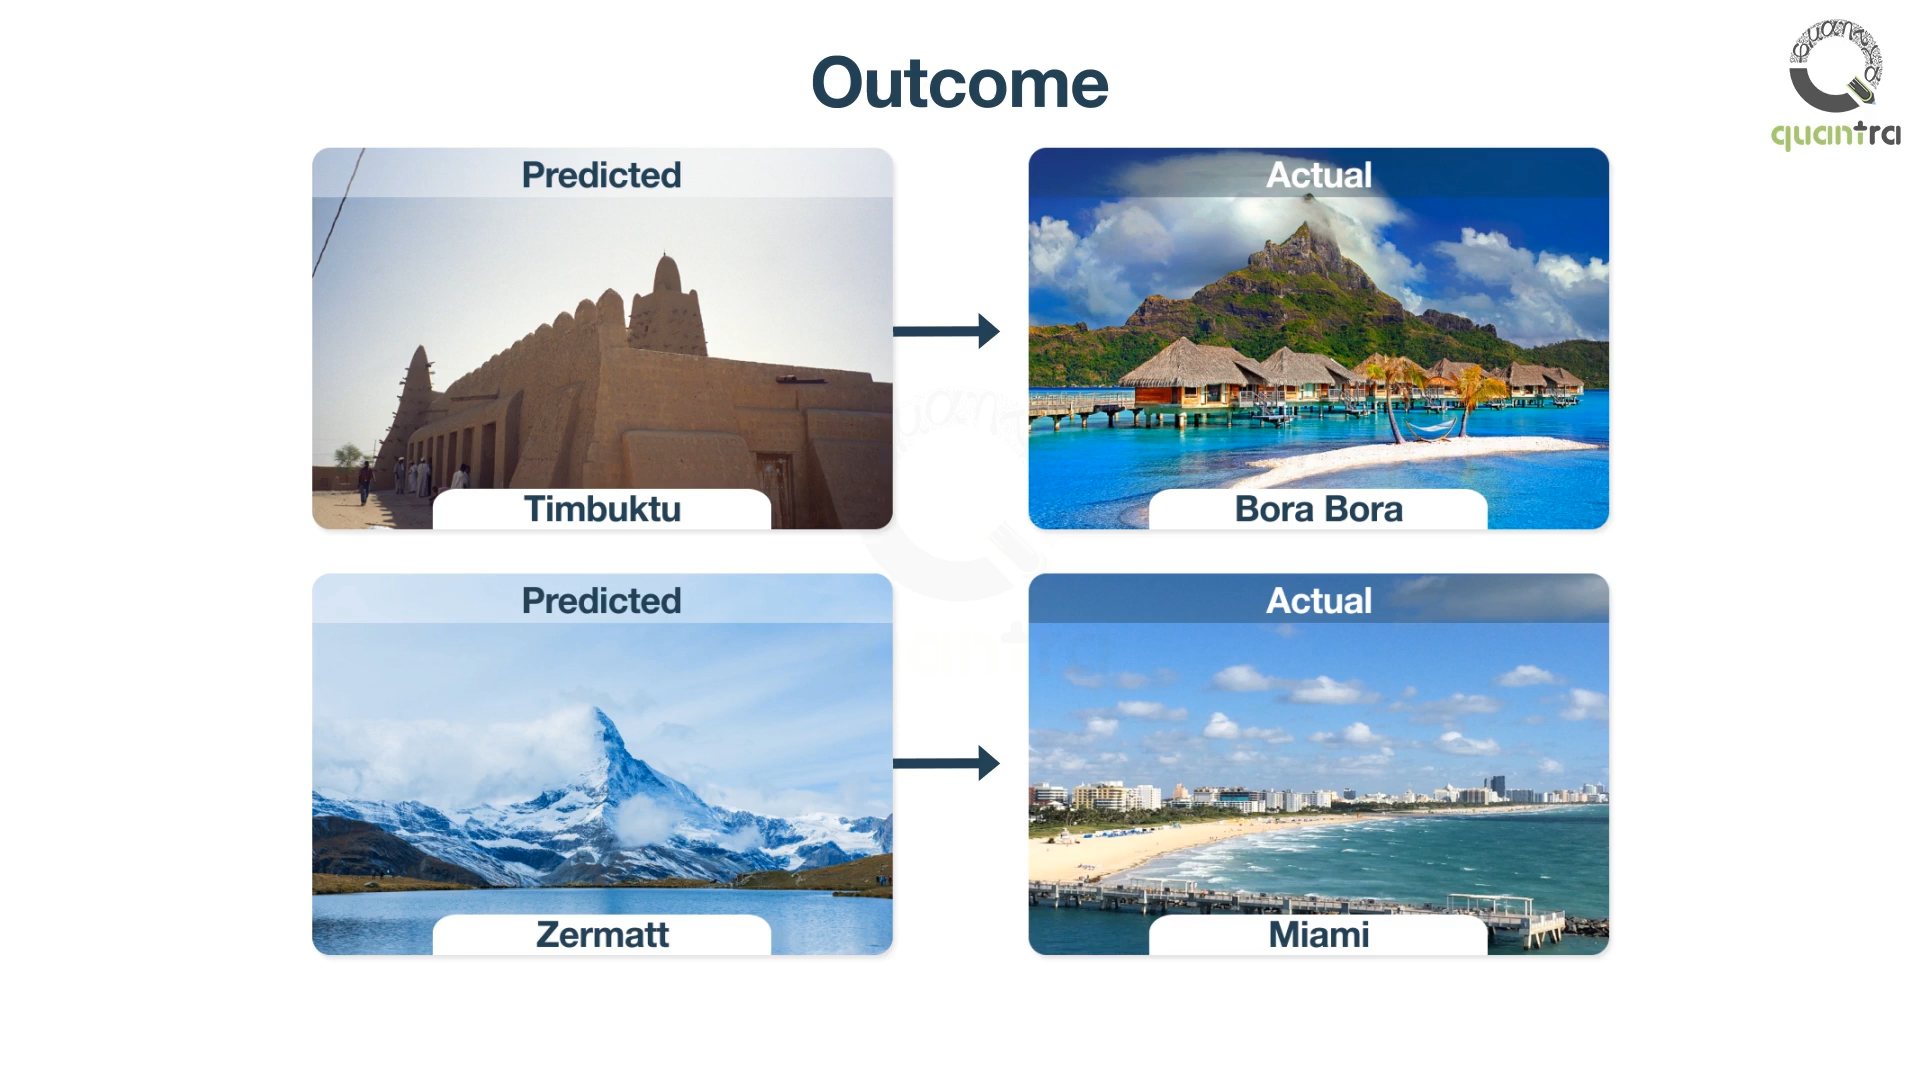 Outcome
quantra
Predicted
Actual
Timbuktu
Bora Bora
Predicted
Actual
Zermatt
Miami